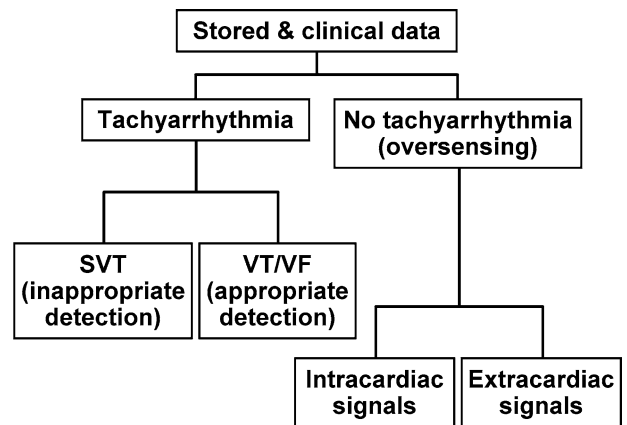 Stored & clinical data
Tachyarrhythmia
No tachyarrhythmia
(oversensing)
SVT
(inappropriate
detection)
VT/VF
(appropriate
detection)
Intracardiac
signals
Extracardiac
signals